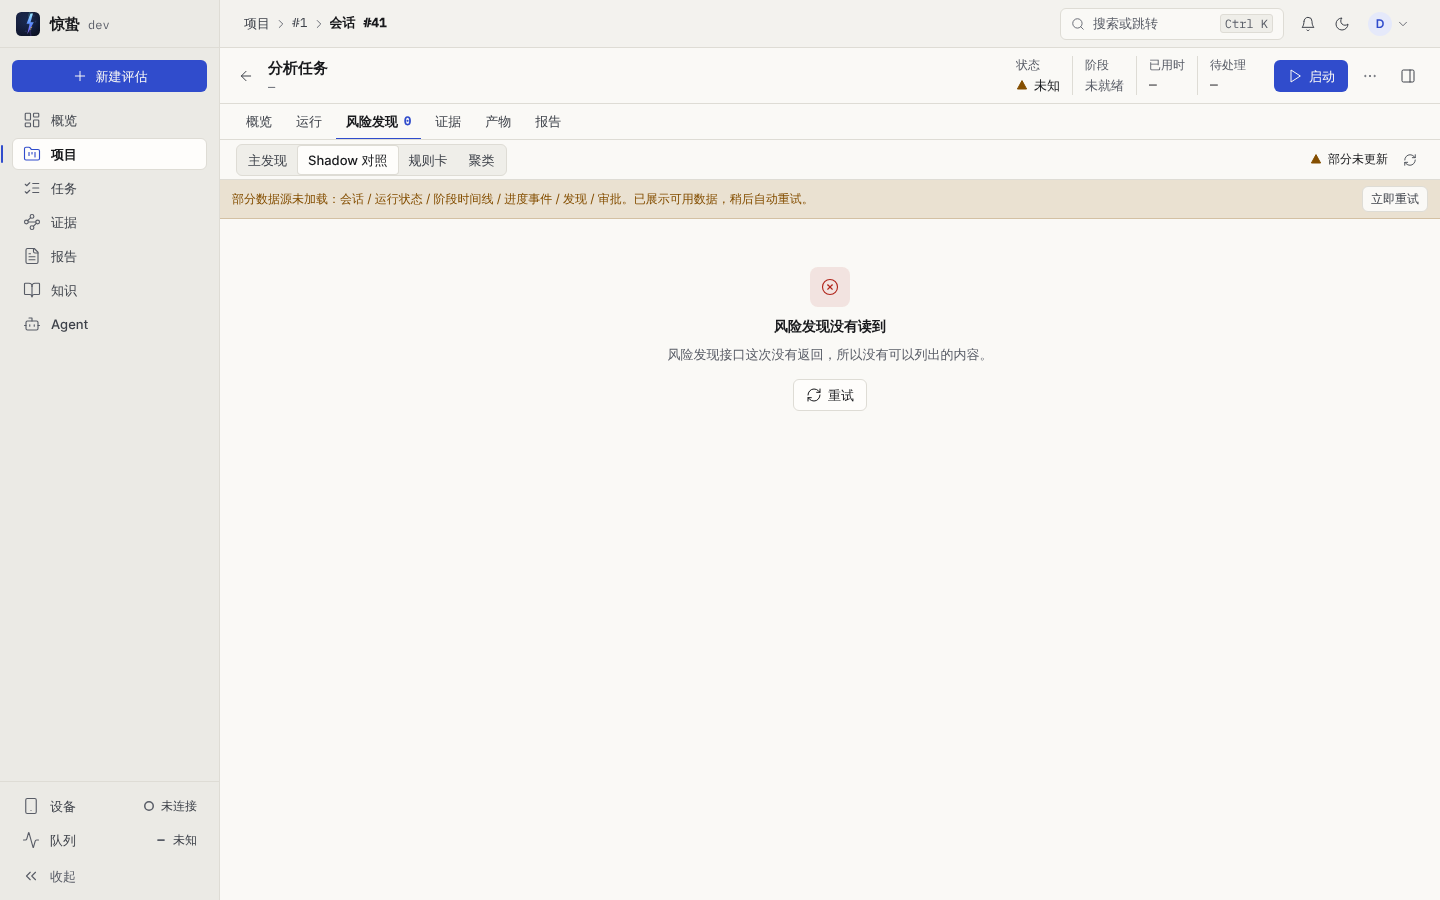 惊蛰 dev
项目 #1 会话 #41
搜索或跳转 Ctrl K
D
新建评估
概览
项目
任务
证据
报告
知识
Agent
设备 未连接
队列 — 未知
收起
分析任务
—
状态
未知
阶段
未就绪
已用时
—
待处理
—
启动
概览 运行 风险发现 0 证据 产物 报告
主发现 Shadow 对照 规则卡 聚类
部分未更新
部分数据源未加载：会话 / 运行状态 / 阶段时间线 / 进度事件 / 发现 / 审批。已展示可用数据，稍后自动重试。
立即重试
风险发现没有读到
风险发现接口这次没有返回，所以没有可以列出的内容。
重试